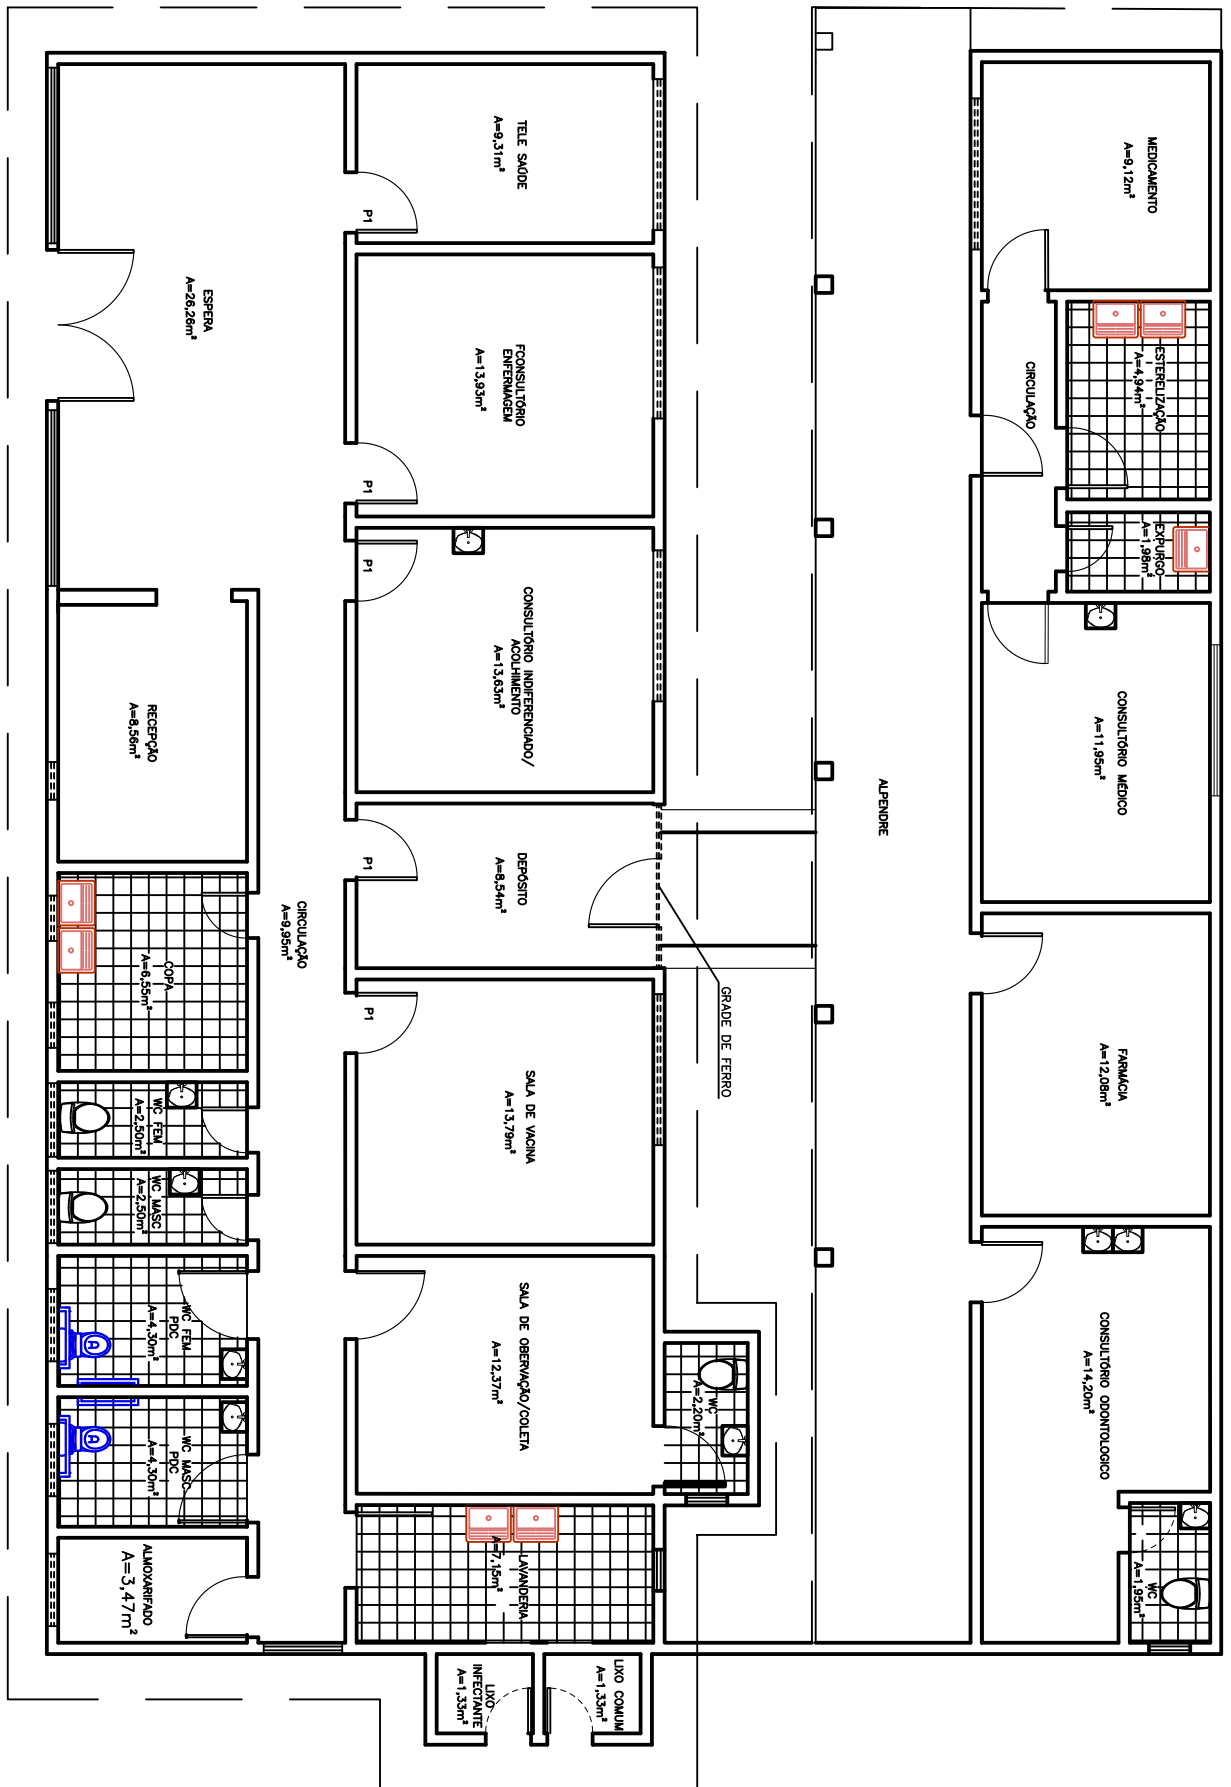 MEDICAMENTO
A=9,12m²
ESTERELIZAÇÃO
A=4,94m²
EXPURGO
A=1,98m²
CIRCULAÇÃO
CONSULTÓRIO MÉDICO
A=11,95m²
FARMÁCIA
A=12,08m²
CONSULTÓRIO ODONTOLOGICO
A=14,20m²
WC
A=1,95m²
ALPENDRE
GRADE DE FERRO
TELE SAÚDE
A=9,31m²
P1
FCONSULTÓRIO
ENFERMAGEM
A=13,93m²
P1
CONSULTÓRIO INDIFERENCIADO/
ACOLHIMENTO
A=13,63m²
P1
DEPÓSITO
A=8,54m²
P1
SALA DE VACINA
A=13,79m²
P1
SALA DE OBERVAÇÃO/COLETA
A=12,37m²
WC
A=2,20m²
LAVANDERIA
A=7,15m²
LIXO COMUM
A=1,33m²
LIXO
INFECTANTE
A=1,33m²
ESPERA
A=26,26m²
CIRCULAÇÃO
A=9,95m²
RECEPÇÃO
A=8,56m²
COPA
A=6,55m²
WC FEM
A=2,50m²
WC MASC
A=2,50m²
WC FEM
PDC
A=4,30m²
WC MASC
PDC
A=4,30m²
ALMOXARIFADO
A=3,47m²